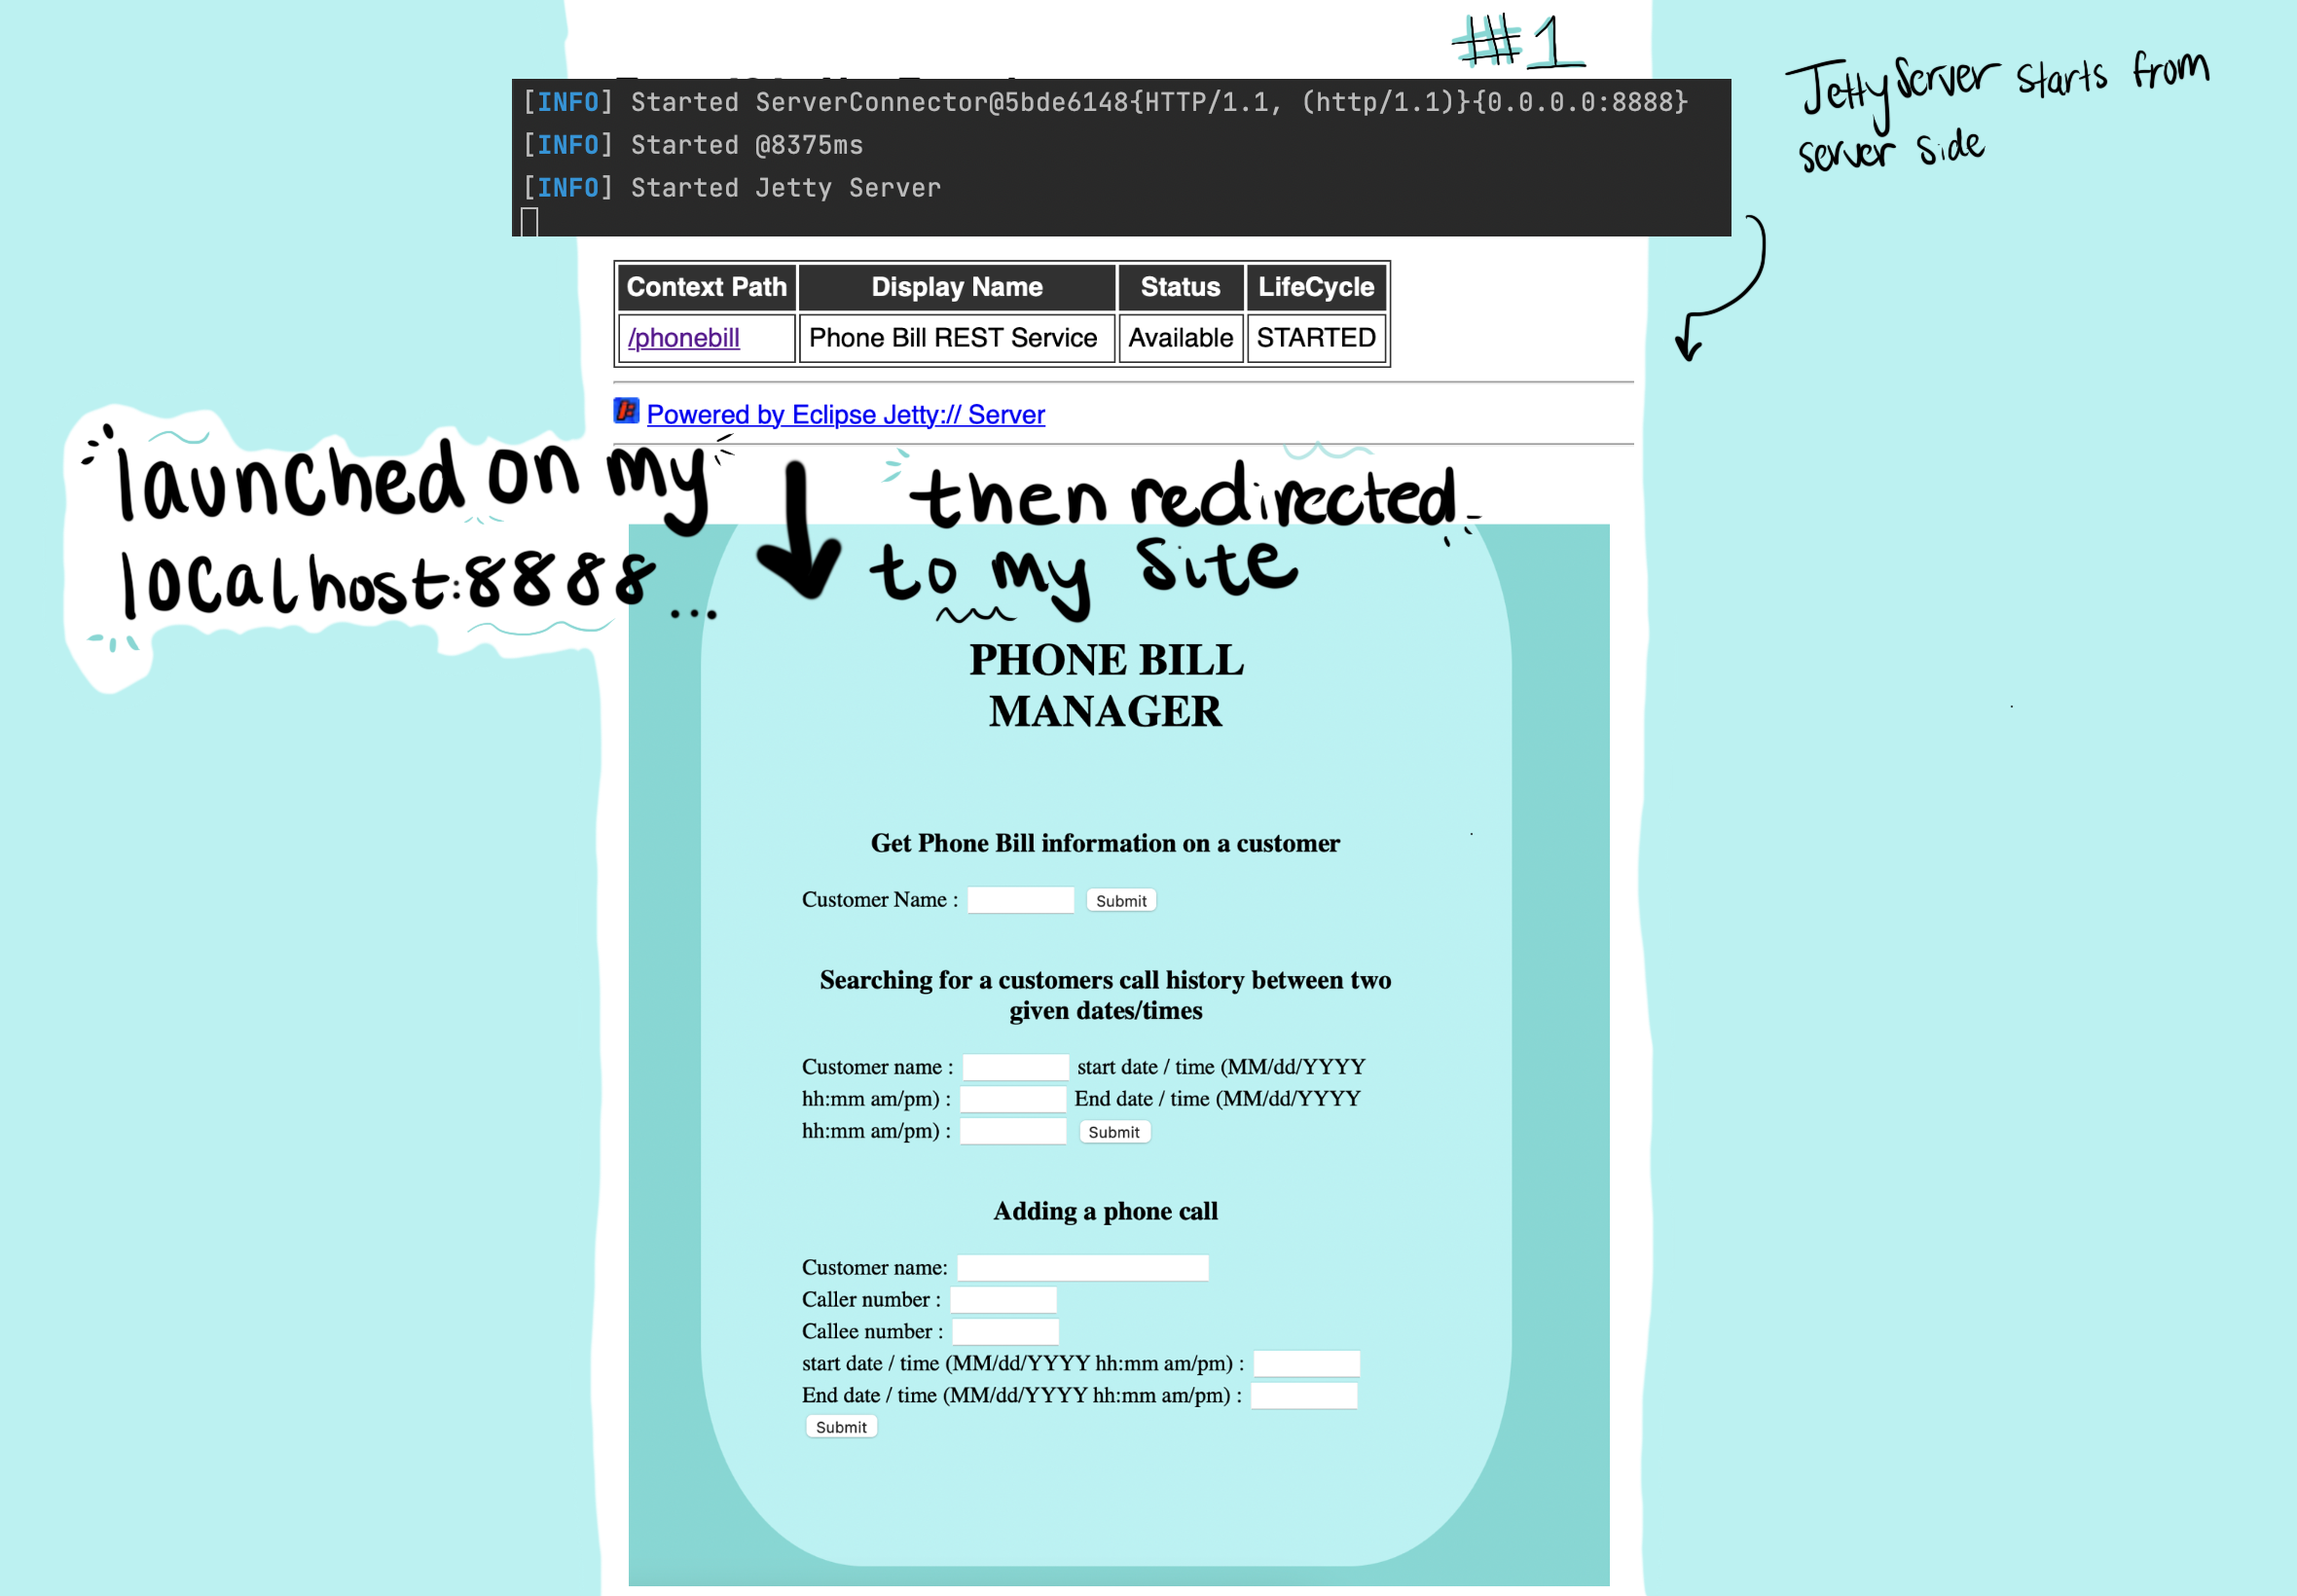 #1
JettyServer starts from
server side
[INFO] Started ServerConnector@5bde6148{HTTP/1.1, (http/1.1)}{0.0.0.0:8888}
[INFO] Started @8375ms
[INFO] Started Jetty Server
Context Path Display Name Status LifeCycle
/phonebill Phone Bill REST Service Available STARTED
Powered by Eclipse Jetty:// Server
launched on my
localhost:8888...
then redirected
to my site
PHONE BILL
MANAGER
Get Phone Bill information on a customer
Customer Name : Submit
Searching for a customers call history between two
given dates/times
Customer name : start date / time (MM/dd/YYYY
hh:mm am/pm) : End date / time (MM/dd/YYYY
hh:mm am/pm) : Submit
Adding a phone call
Customer name:
Caller number :
Callee number :
start date / time (MM/dd/YYYY hh:mm am/pm) :
End date / time (MM/dd/YYYY hh:mm am/pm) :
Submit